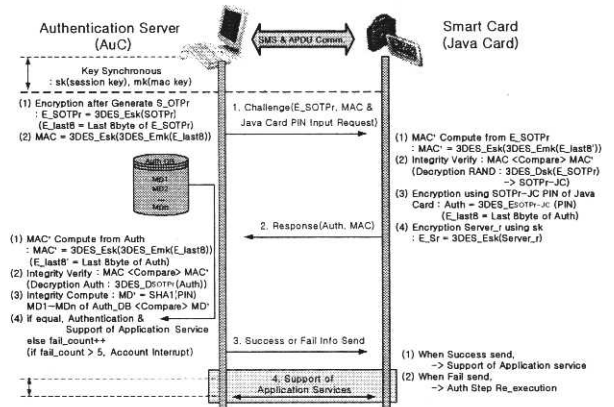 Authentication Server
(AuC)
SMS & APDU Comm.
Smart Card
(Java Card)
Key Synchronous
: sk(session key), mk(mac key)
(1) Encryption after Generate S_OTPr
: E_SOTPr = 3DES_Esk(SOTPr)
(E_last8 = Last 8byte of E_SOTPr)
(2) MAC = 3DES_Esk(3DES_Emk(E_last8))
1. Challenge(E_SOTPr, MAC &
Java Card PIN Input Request)
(1) MAC' Compute from E_SOTPr
: MAC' = 3DES_Esk(3DES_Emk(E_last8'))
(2) Integrity Verify : MAC <Compare> MAC'
(Decryption RAND : 3DES_Dsk(E_SOTPr)
-> SOTPr-JC)
(3) Encryption using SOTPr-JC PIN of Java
Card : Auth = 3DES_ESOTPr-JC (PIN)
(E_last8 = Last 8byte of Auth)
(4) Encryption Server_r using sk
: E_Sr = 3DES_Esk(Server_r)
Auth DB
MD1
MD2
...
MDn
2. Response(Auth, MAC)
(1) MAC' Compute from Auth
: MAC' = 3DES_Esk(3DES_Emk(E_last8))
(E_last8' = Last 8byte of Auth)
(2) Integrity Verify : MAC <Compare> MAC'
(Decryption Auth : 3DES_DSOTPr(Auth))
(3) Integrity Compute : MD' = SHA1(PIN)
MD1~MDn of Auth_DB <Compare> MD'
(4) if equal, Authentication &
Support of Application Service
else fail_count++
(if fail_count > 5, Account Interrupt)
3. Success or Fail Info Send
(1) When Success send,
-> Support of Application service
(2) When Fail send,
-> Auth Step Re_execution
4. Support of
Application Services